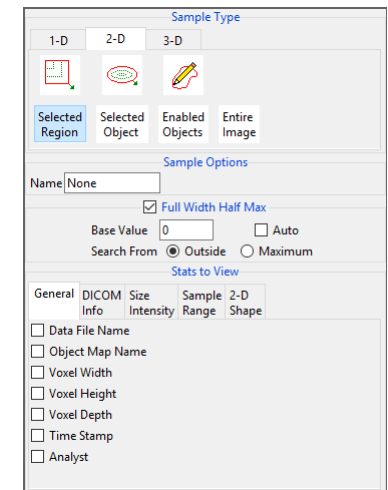 Sample Type
1-D 2-D 3-D
Selected Selected Enabled Entire
Region Object Objects Image
Sample Options
Name None
Full Width Half Max
Base Value 0 Auto
Search From Outside Maximum
Stats to View
General DICOM Size Sample 2-D
Info Intensity Range Shape
Data File Name
Object Map Name
Voxel Width
Voxel Height
Voxel Depth
Time Stamp
Analyst